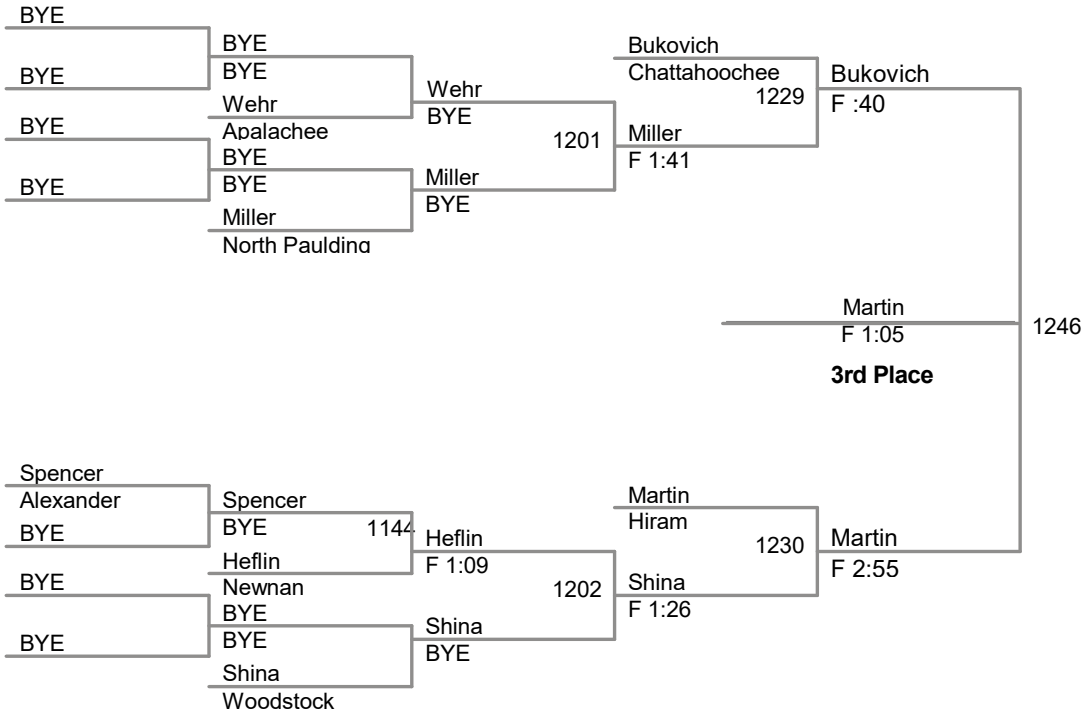 BYE
BYE
BYE
BYE
BYE
BYE
Wehr
Apalachee
BYE
BYE
Miller
North Paulding
Wehr
BYE
Miller
BYE
1201
Bukovich
Chattahoochee
Miller
F 1:41
1229
Bukovich
F :40
Martin
F 1:05
3rd Place
1246
Spencer
Alexander
BYE
BYE
BYE
Spencer
BYE
1144
Heflin
Newnan
BYE
BYE
Shina
Woodstock
Heflin
F 1:09
Shina
BYE
1202
Martin
Hiram
Shina
F 1:26
1230
Martin
F 2:55